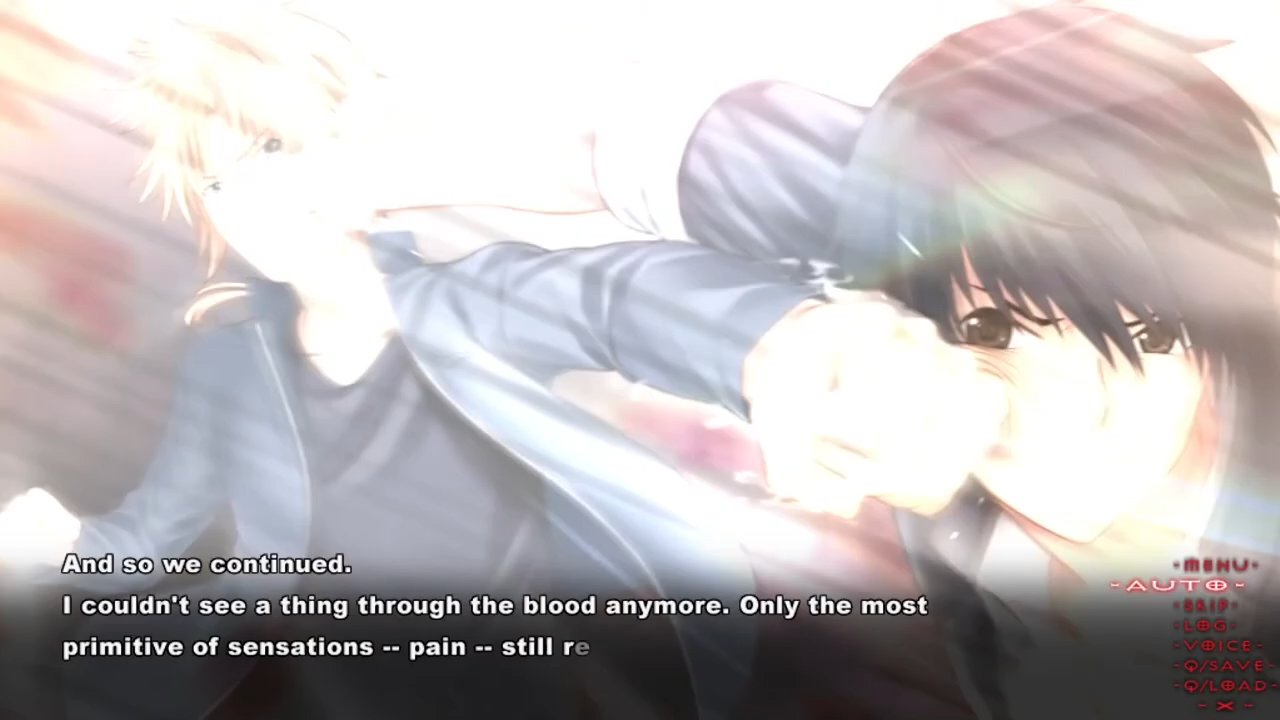 And so we continued.
I couldn't see a thing through the blood anymore. Only the most
primitive of sensations -- pain -- still re
-MENU-
-AUTO-
-SKIP-
-LOG-
-VOICE-
-Q/SAVE-
-Q/LOAD-
-X-